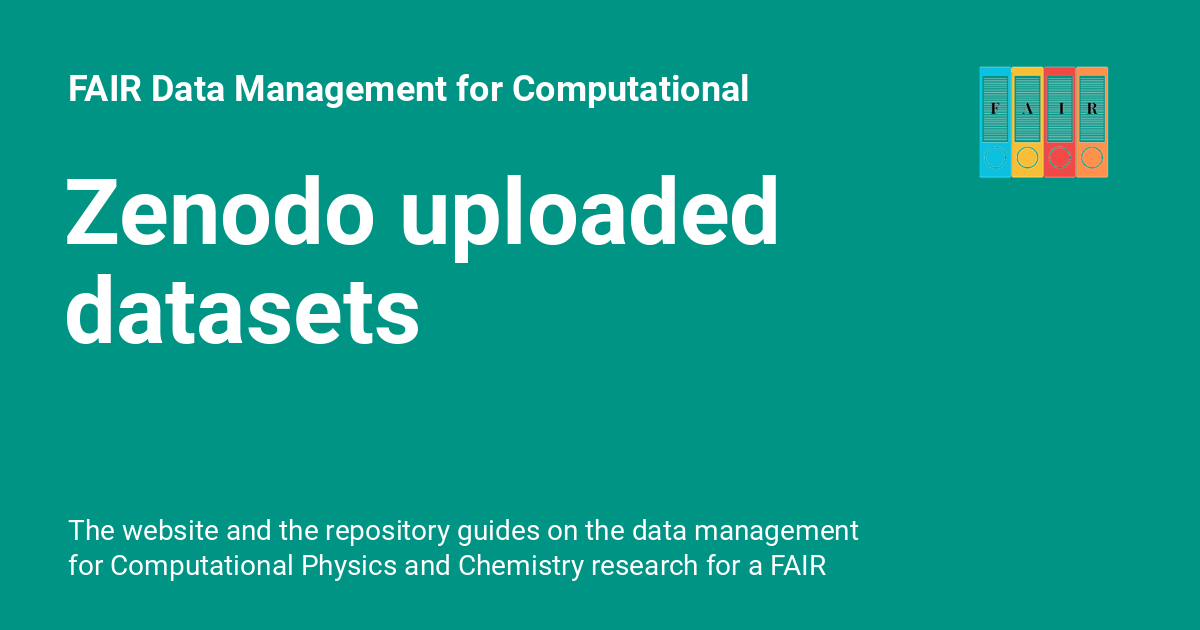 FAIR Data Management for Computational
F A I R
Zenodo uploaded
datasets
The website and the repository guides on the data management
for Computational Physics and Chemistry research for a FAIR